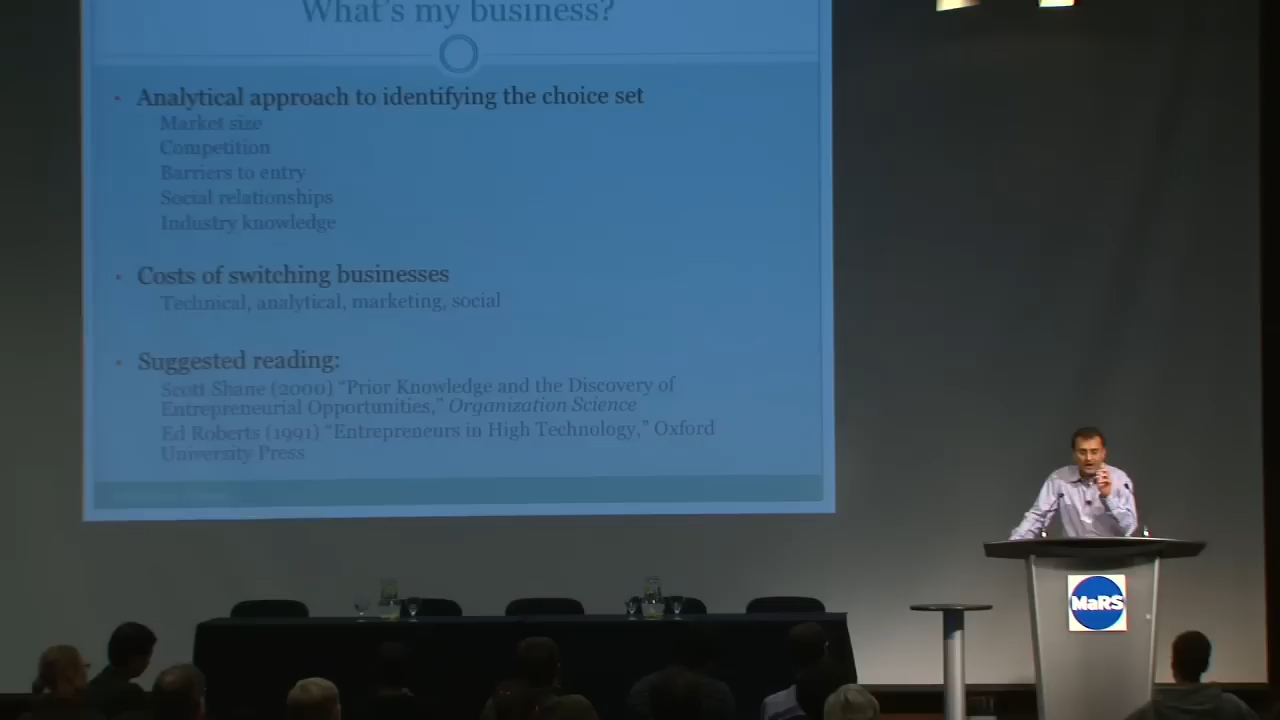 What's my business?
Analytical approach to identifying the choice set
Market size
Competition
Barriers to entry
Social relationships
Industry knowledge
Costs of switching businesses
Technical, analytical, marketing, social
Suggested reading:
Scott Shane (2000) “Prior Knowledge and the Discovery of
Entrepreneurial Opportunities,” Organization Science
Ed Roberts (1991) “Entrepreneurs in High Technology,” Oxford
University Press
MaRS